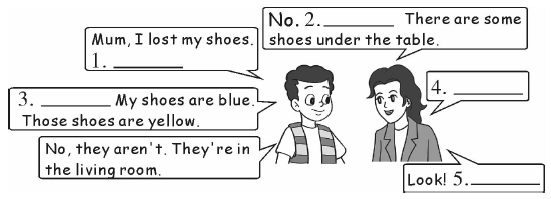 Mum, I lost my shoes.
1. ________
No. 2. ________ There are some
shoes under the table.
3. ________ My shoes are blue.
Those shoes are yellow.
4. ________
No, they aren't. They're in
the living room.
Look! 5. ________